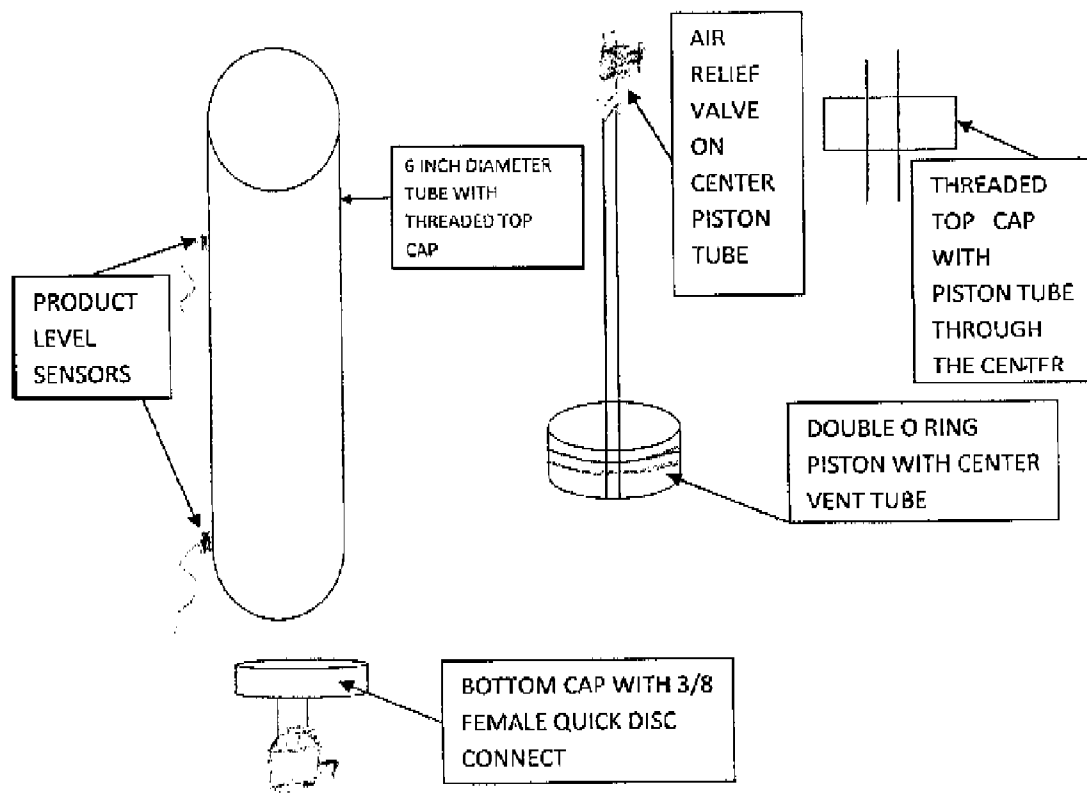 AIR
RELIEF
VALVE
ON
CENTER
PISTON
TUBE
6 INCH DIAMETER
TUBE WITH
THREADED TOP
CAP
THREADED
TOP CAP
WITH
PISTON TUBE
THROUGH
THE CENTER
PRODUCT
LEVEL
SENSORS
DOUBLE O RING
PISTON WITH CENTER
VENT TUBE
BOTTOM CAP WITH 3/8
FEMALE QUICK DISC
CONNECT